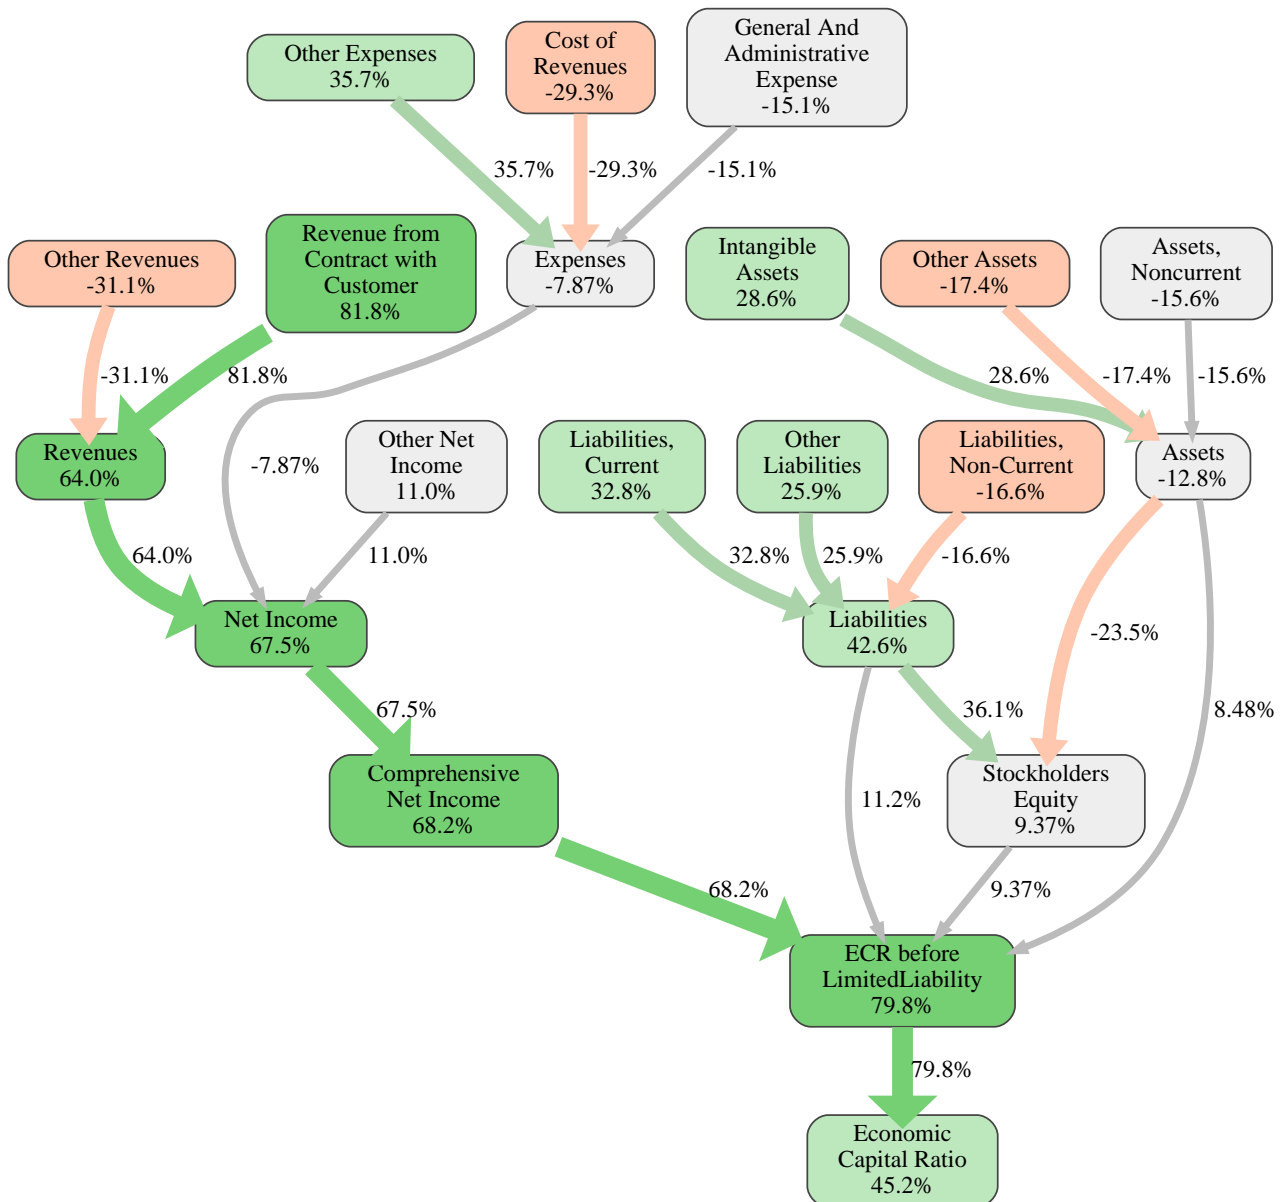 Other Expenses
35.7%
Cost of
Revenues
-29.3%
General And
Administrative
Expense
-15.1%
35.7%
-29.3%
-15.1%
Other Revenues
-31.1%
Revenue from
Contract with
Customer
81.8%
Expenses
-7.87%
Intangible
Assets
28.6%
Other Assets
-17.4%
Assets,
Noncurrent
-15.6%
-31.1%
81.8%
28.6%
-17.4%
-15.6%
Revenues
64.0%
-7.87%
Other Net
Income
11.0%
Liabilities,
Current
32.8%
Other
Liabilities
25.9%
Liabilities,
Non-Current
-16.6%
Assets
-12.8%
64.0%
11.0%
32.8%
25.9%
-16.6%
Net Income
67.5%
Liabilities
42.6%
-23.5%
67.5%
36.1%
8.48%
Comprehensive
Net Income
68.2%
11.2%
Stockholders
Equity
9.37%
68.2%
9.37%
ECR before
LimitedLiability
79.8%
79.8%
Economic
Capital Ratio
45.2%